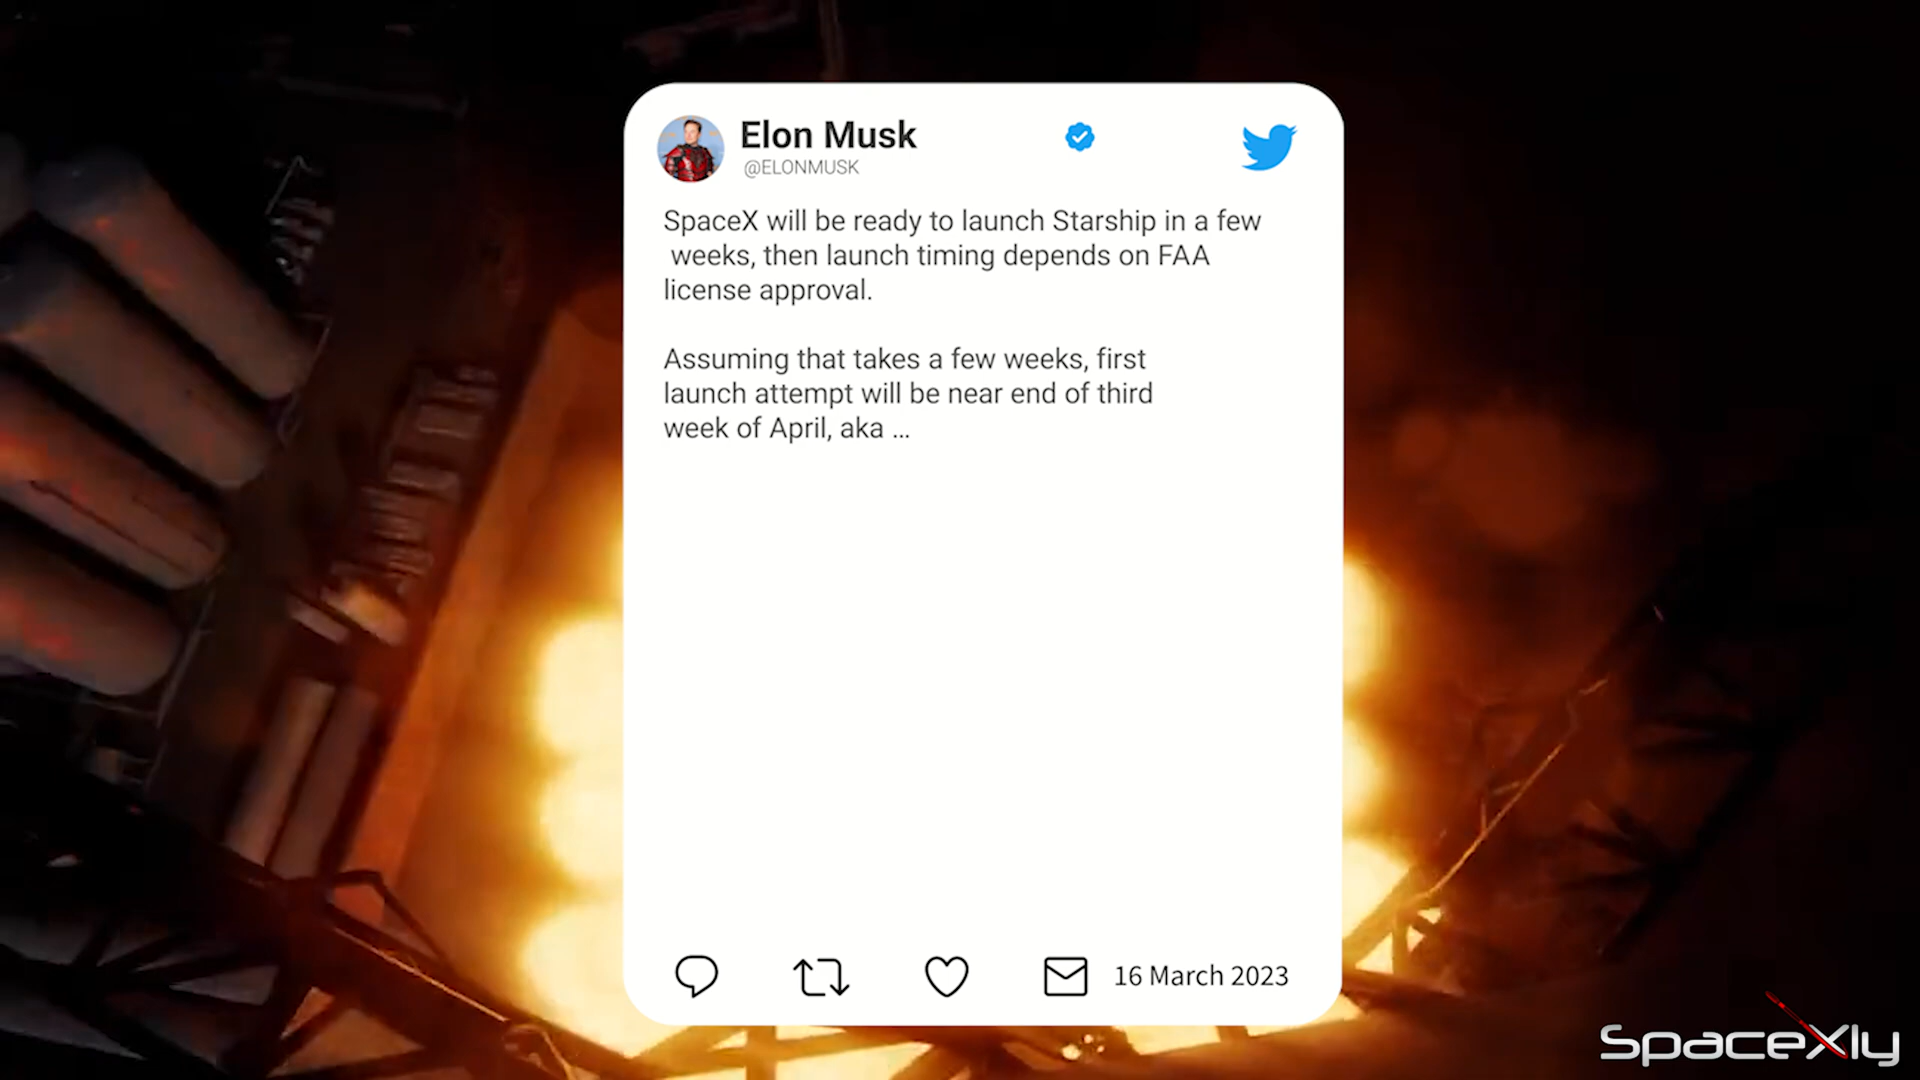 Elon Musk
@ELONMUSK
SpaceX will be ready to launch Starship in a few
weeks, then launch timing depends on FAA
license approval.
Assuming that takes a few weeks, first
launch attempt will be near end of third
week of April, aka ...
16 March 2023
SpaceXly